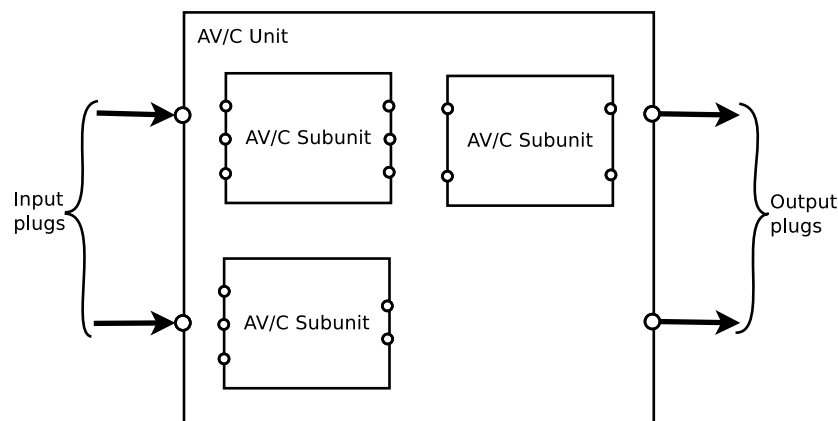 AV/C Unit
AV/C Subunit
AV/C Subunit
Input
plugs
Output
plugs
AV/C Subunit